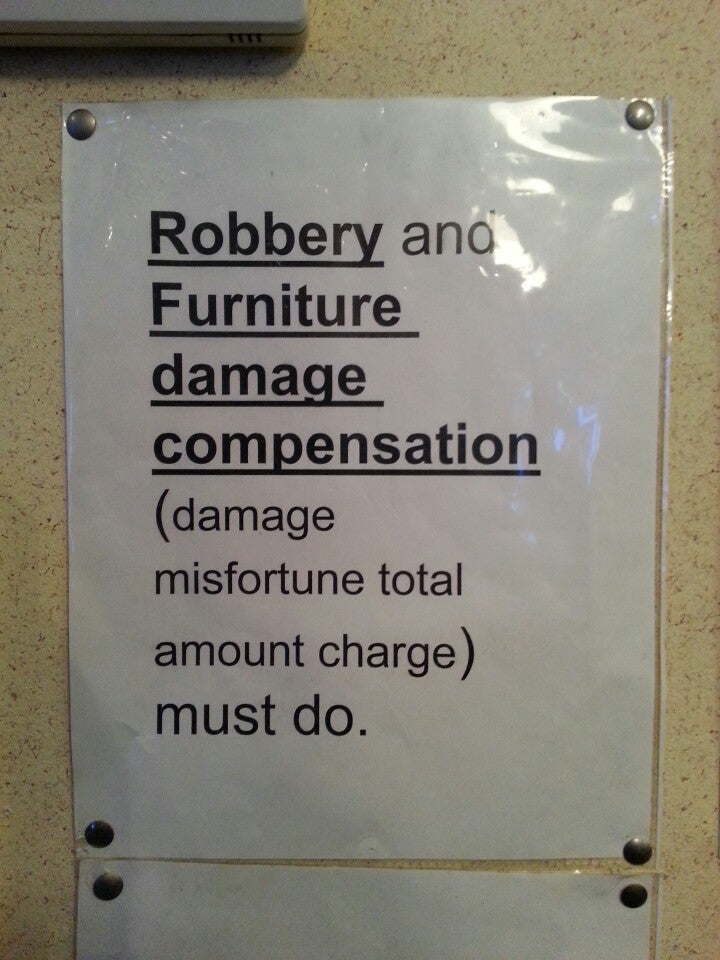 Robbery and
Furniture
damage
compensation
(damage
misfortune total
amount charge)
must do.